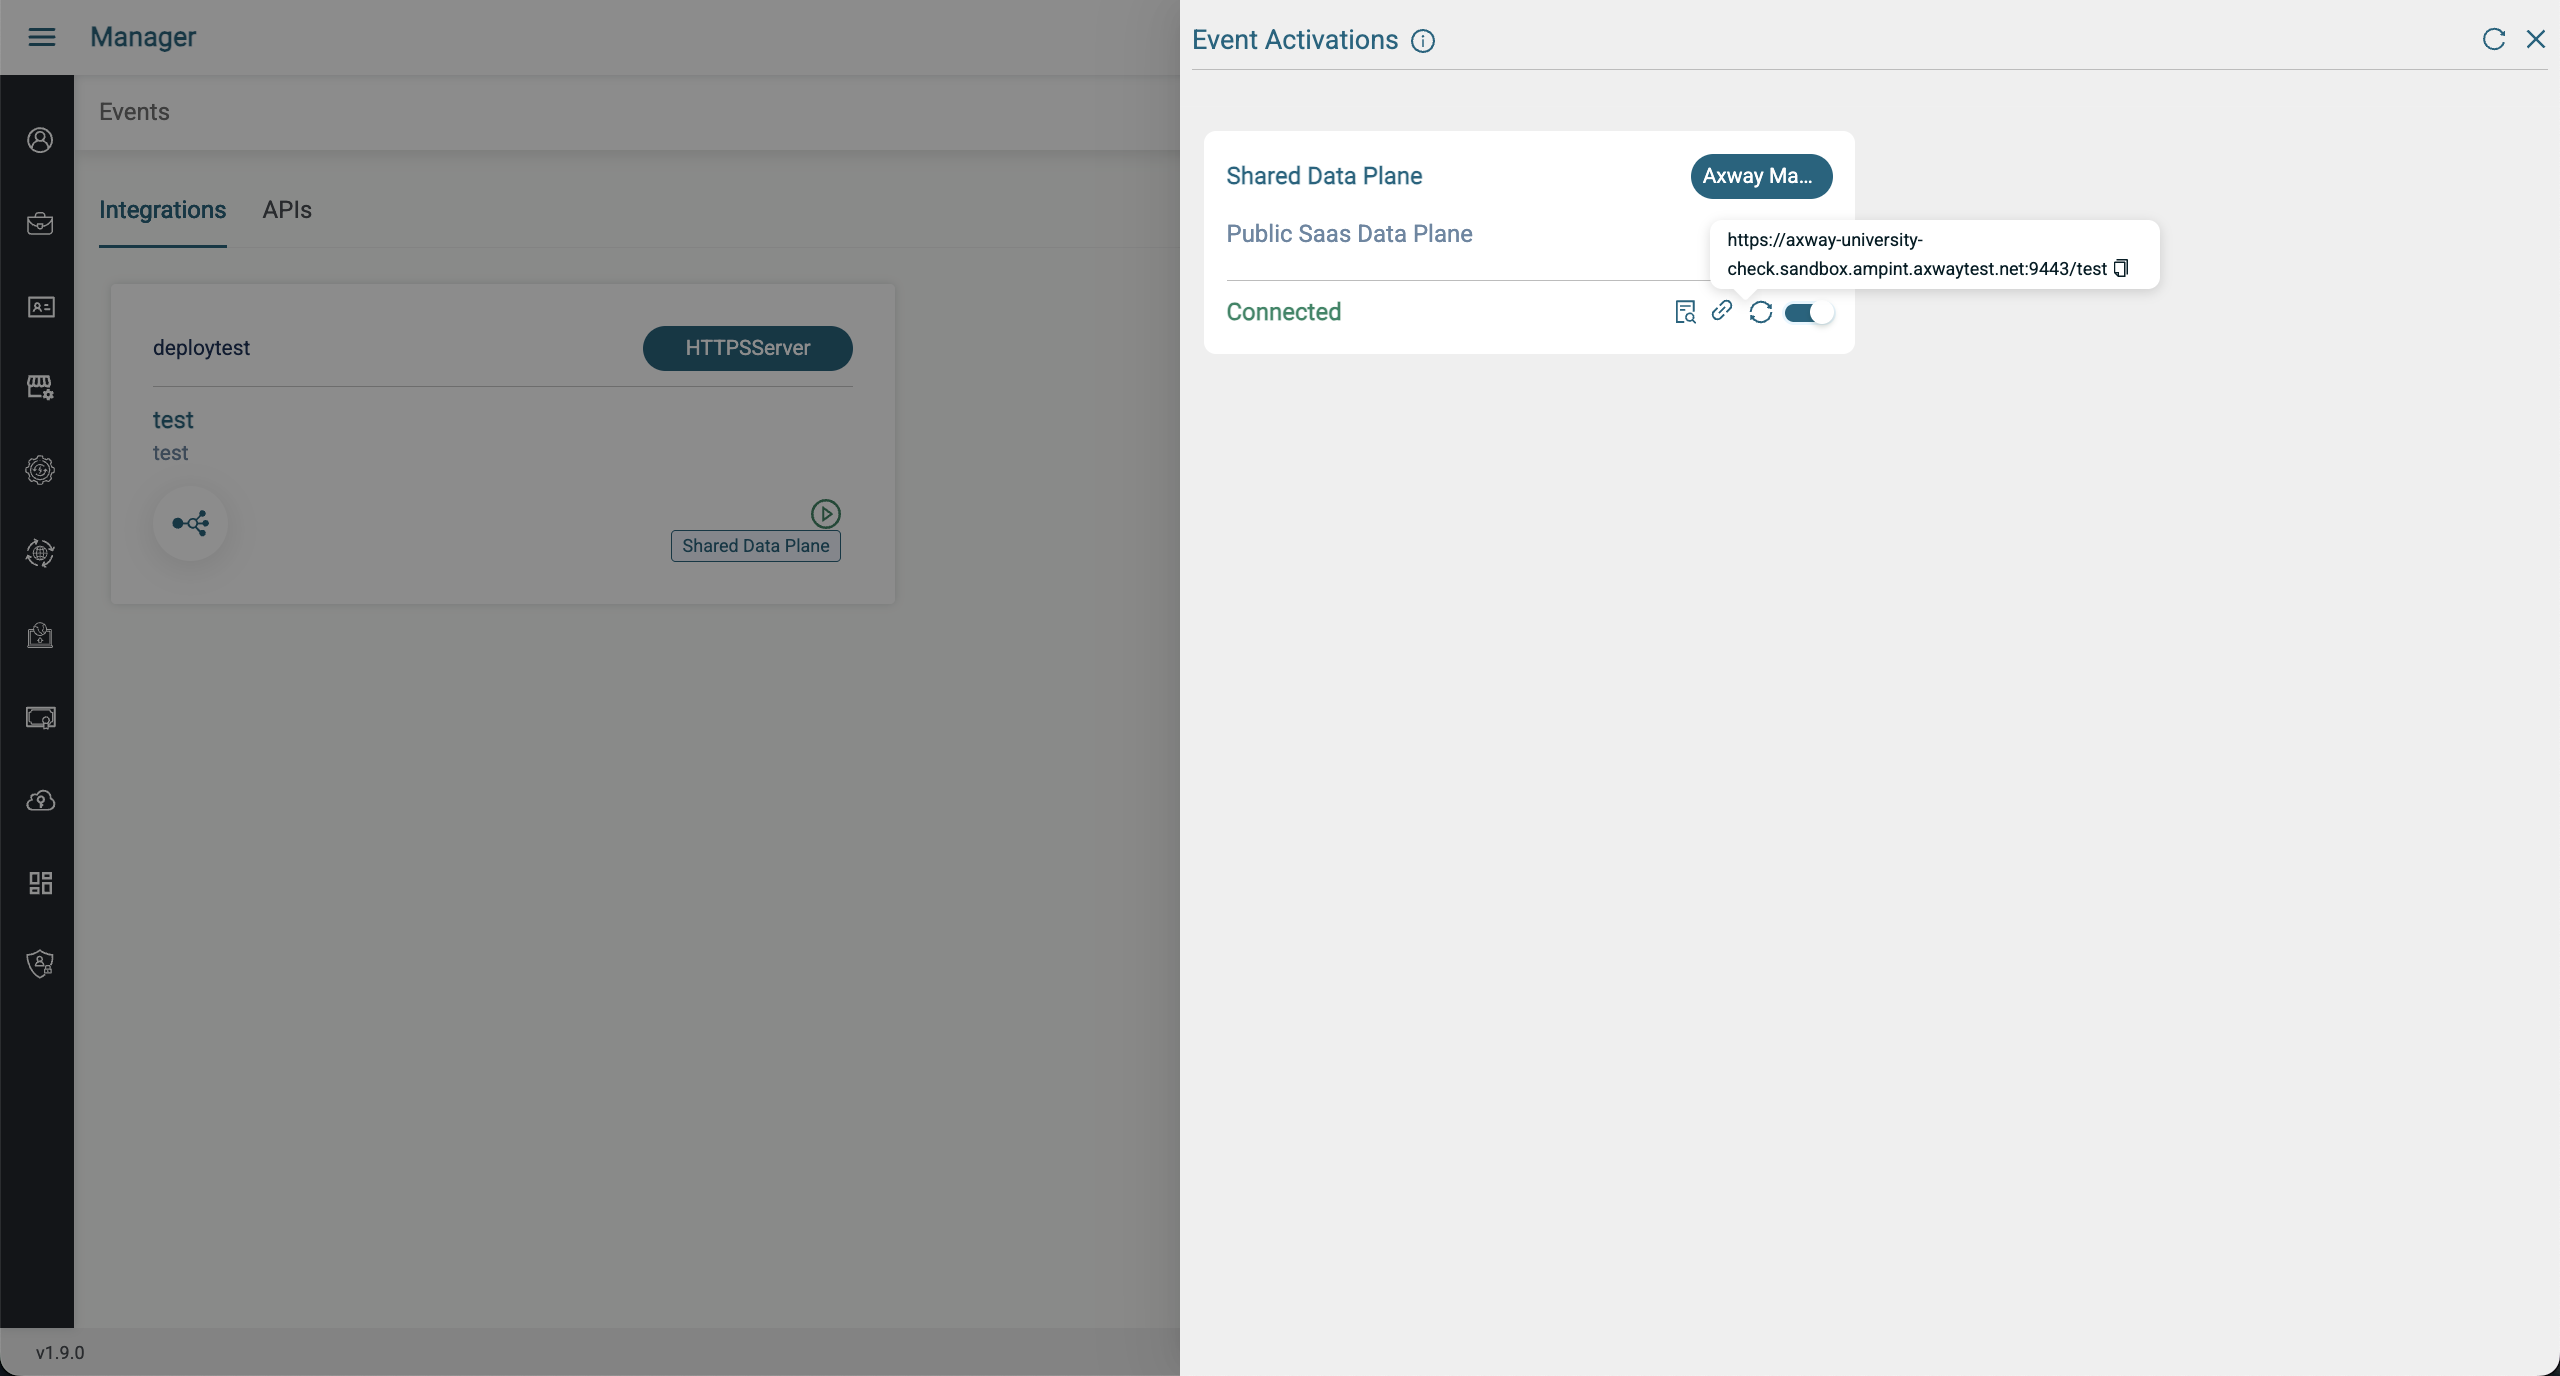 Manager
Events
Integrations
APIs
deploytest
HTTPSServer
test
test
Shared Data Plane
v1.9.0
Event Activations
Shared Data Plane
Axway Ma...
Public Saas Data Plane
https://axway-university-
check.sandbox.ampint.axwaytest.net:9443/test
Connected